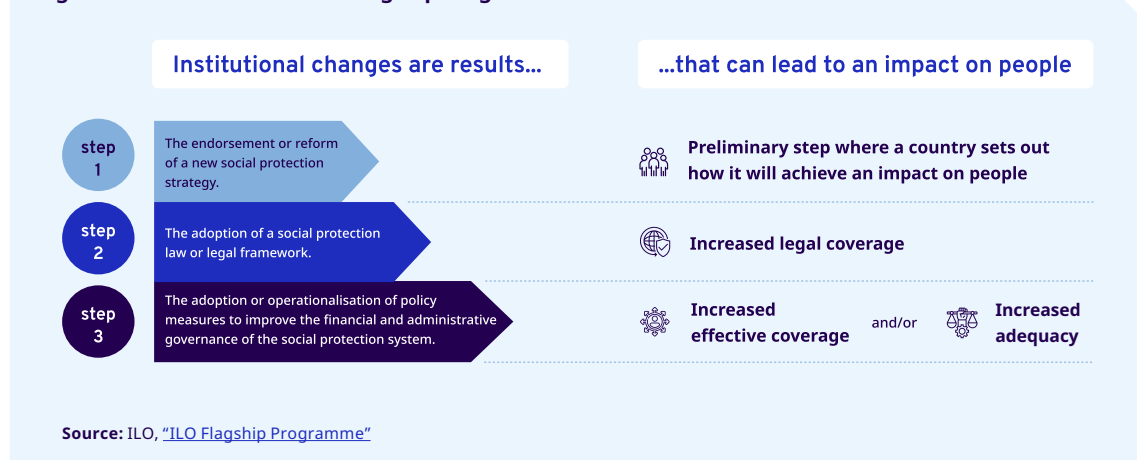 Institutional changes are results...
...that can lead to an impact on people
step
1
The endorsement or reform
of a new social protection
strategy.
Preliminary step where a country sets out
how it will achieve an impact on people
step
2
The adoption of a social protection
law or legal framework.
Increased legal coverage
step
3
The adoption or operationalisation of policy
measures to improve the financial and administrative
governance of the social protection system.
Increased
effective coverage
and/or
Increased
adequacy
Source: ILO, “ILO Flagship Programme”